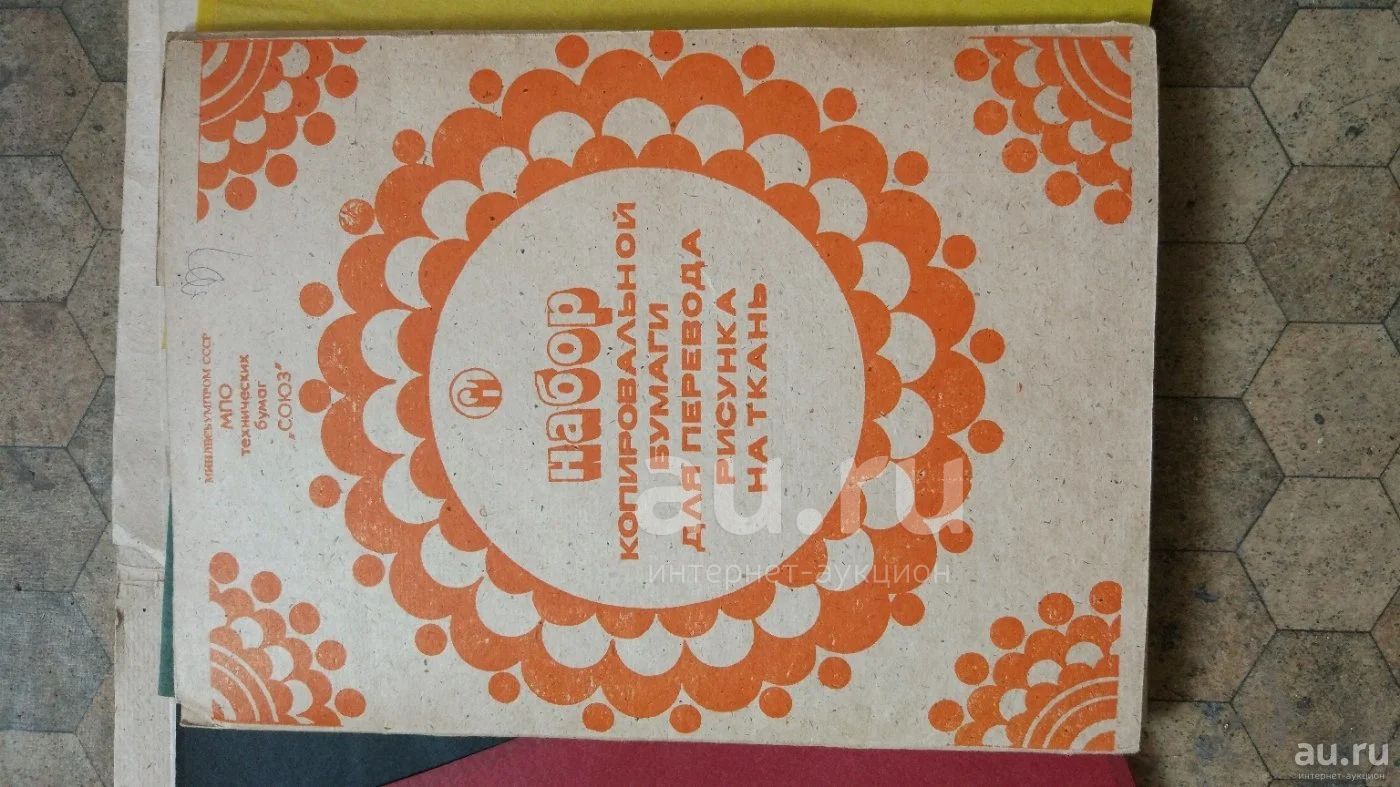 МИНЛЕСБУМПРОМ СССР
МПО
технических
бумаг
„СОЮЗ"
набор
КОПИРОВАЛЬНОЙ
БУМАГИ
ДЛЯ ПЕРЕВОДА
РИСУНКА
НА ТКАНЬ
au.ru
интернет-аукцион
au.ru
интернет-аукцион